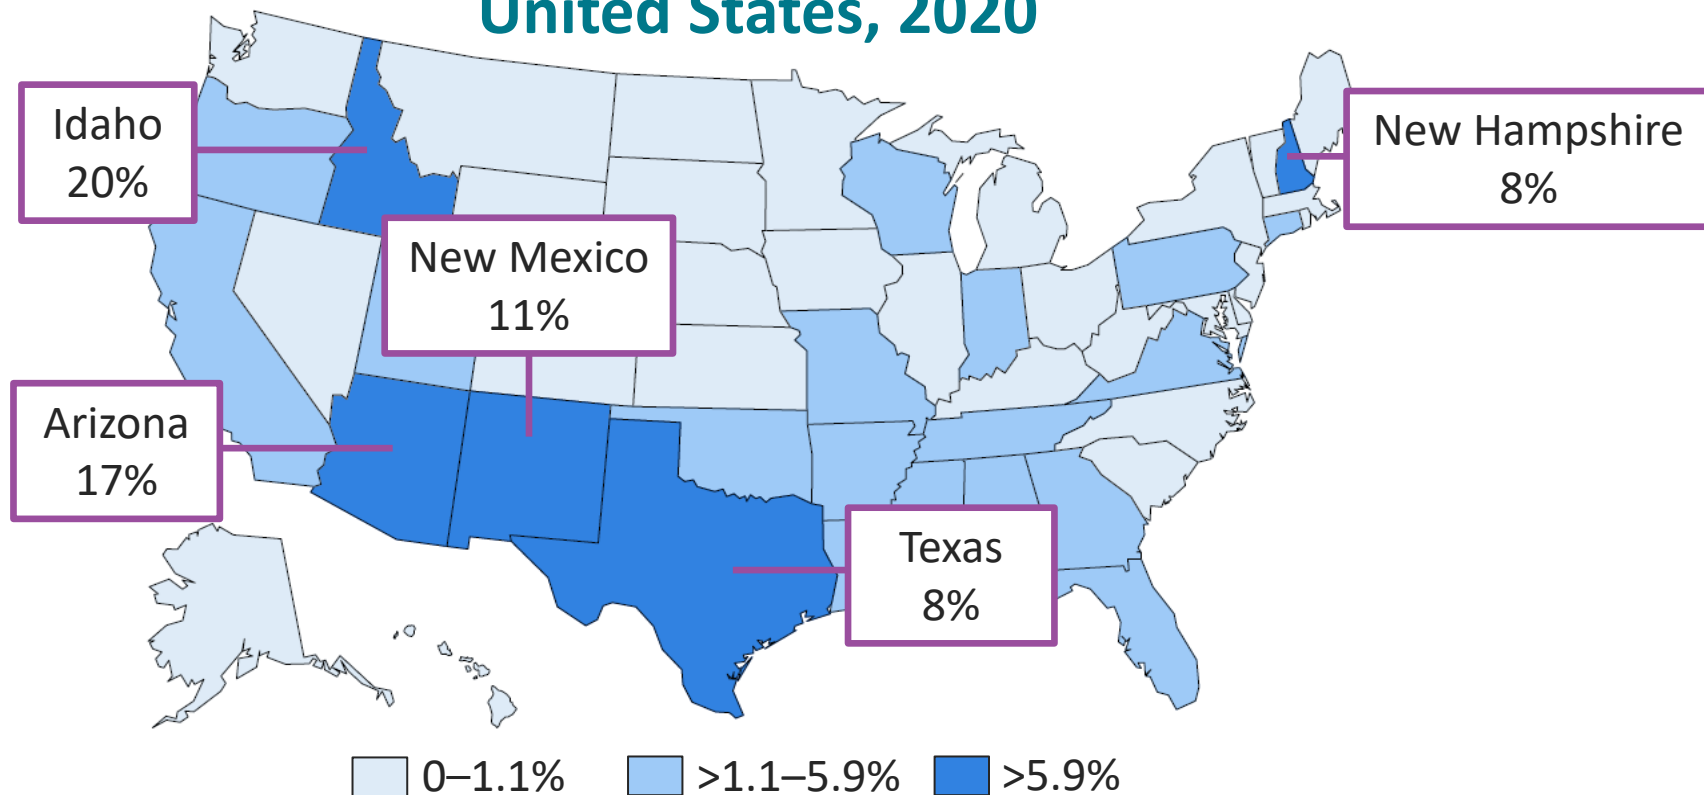 United States, 2020
Idaho
20%
New Hampshire
8%
New Mexico
11%
Arizona
17%
Texas
8%
0–1.1%
>1.1–5.9%
>5.9%